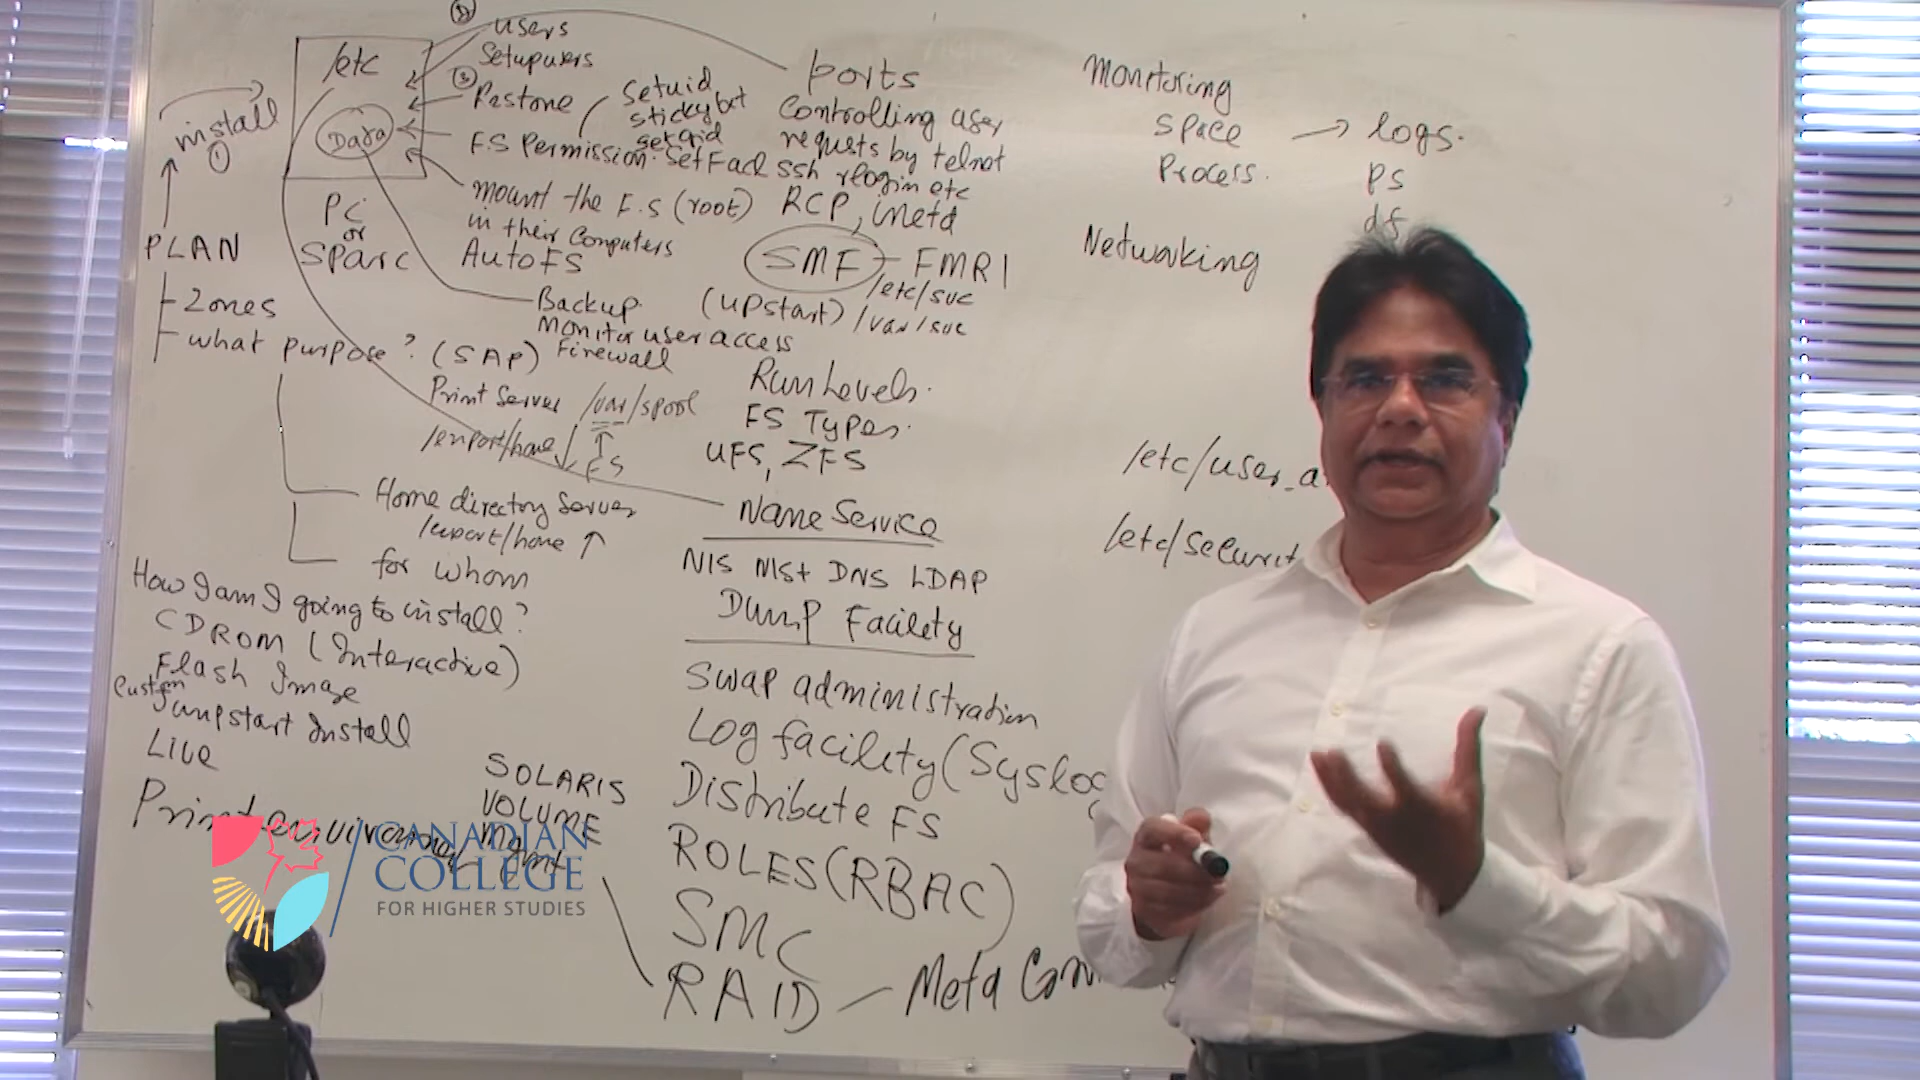 /etc
Data
install
1
PC
or
Sparc
PLAN
Zones
what purpose? (SAP)
users
Setupusers
3
Restore
F.S Permission. SetFacl
Setuid
stickybit
setgid
mount the F.S (root)
in their Computers
AutoFS
Backup
monitor user access
Firewall
Print Server /var/spool
/export/home
FS
Home directory Server
/export/home
for whom
How I am I going to install?
CDROM (Interactive)
Flash Image
Custom
Jumpstart Install
Live
Print environment
SOLARIS
VOLUME
mgmt
ports
Controlling user
requests by telnet
ssh rlogin etc
RCP, inetd
SMF - FMRI
/etc/svc
(upstart) /var/svc
Run Levels.
FS Types.
UFS, ZFS
Name Service
NIS NIS+ DNS LDAP
Dump Facility
Swap administration
Log facility (Syslog
Distribute FS
ROLES (RBAC)
SMC
RAID - Meta Com
Monitoring
Space → logs.
Process. ps
df
Networking
/etc/user_a
/etc/Securit
CANADIAN
COLLEGE
FOR HIGHER STUDIES